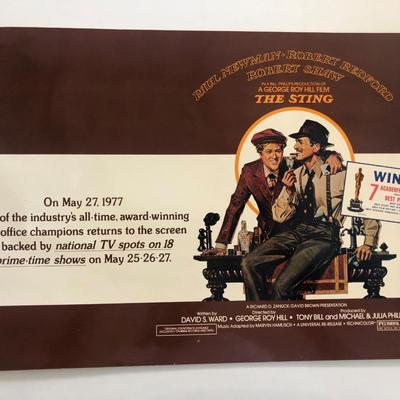 PAUL NEWMAN · ROBERT REDFORD
ROBERT SHAW
IN A BILL/PHILLIPS PRODUCTION OF
A GEORGE ROY HILL FILM
THE STING
On May 27, 1977
of the industry's all-time, award-winning
office champions returns to the screen
backed by national TV spots on 18
prime-time shows on May 25-26-27.
WIN
7 ACADEMY
BEST P
A RICHARD D. ZANUCK/DAVID BROWN PRESENTATION
Written by DAVID S. WARD · Directed by GEORGE ROY HILL · Produced by TONY BILL and MICHAEL & JULIA PHIL
Music Adapted by MARVIN HAMLISCH · A UNIVERSAL RE-RELEASE · TECHNICOLOR
PG